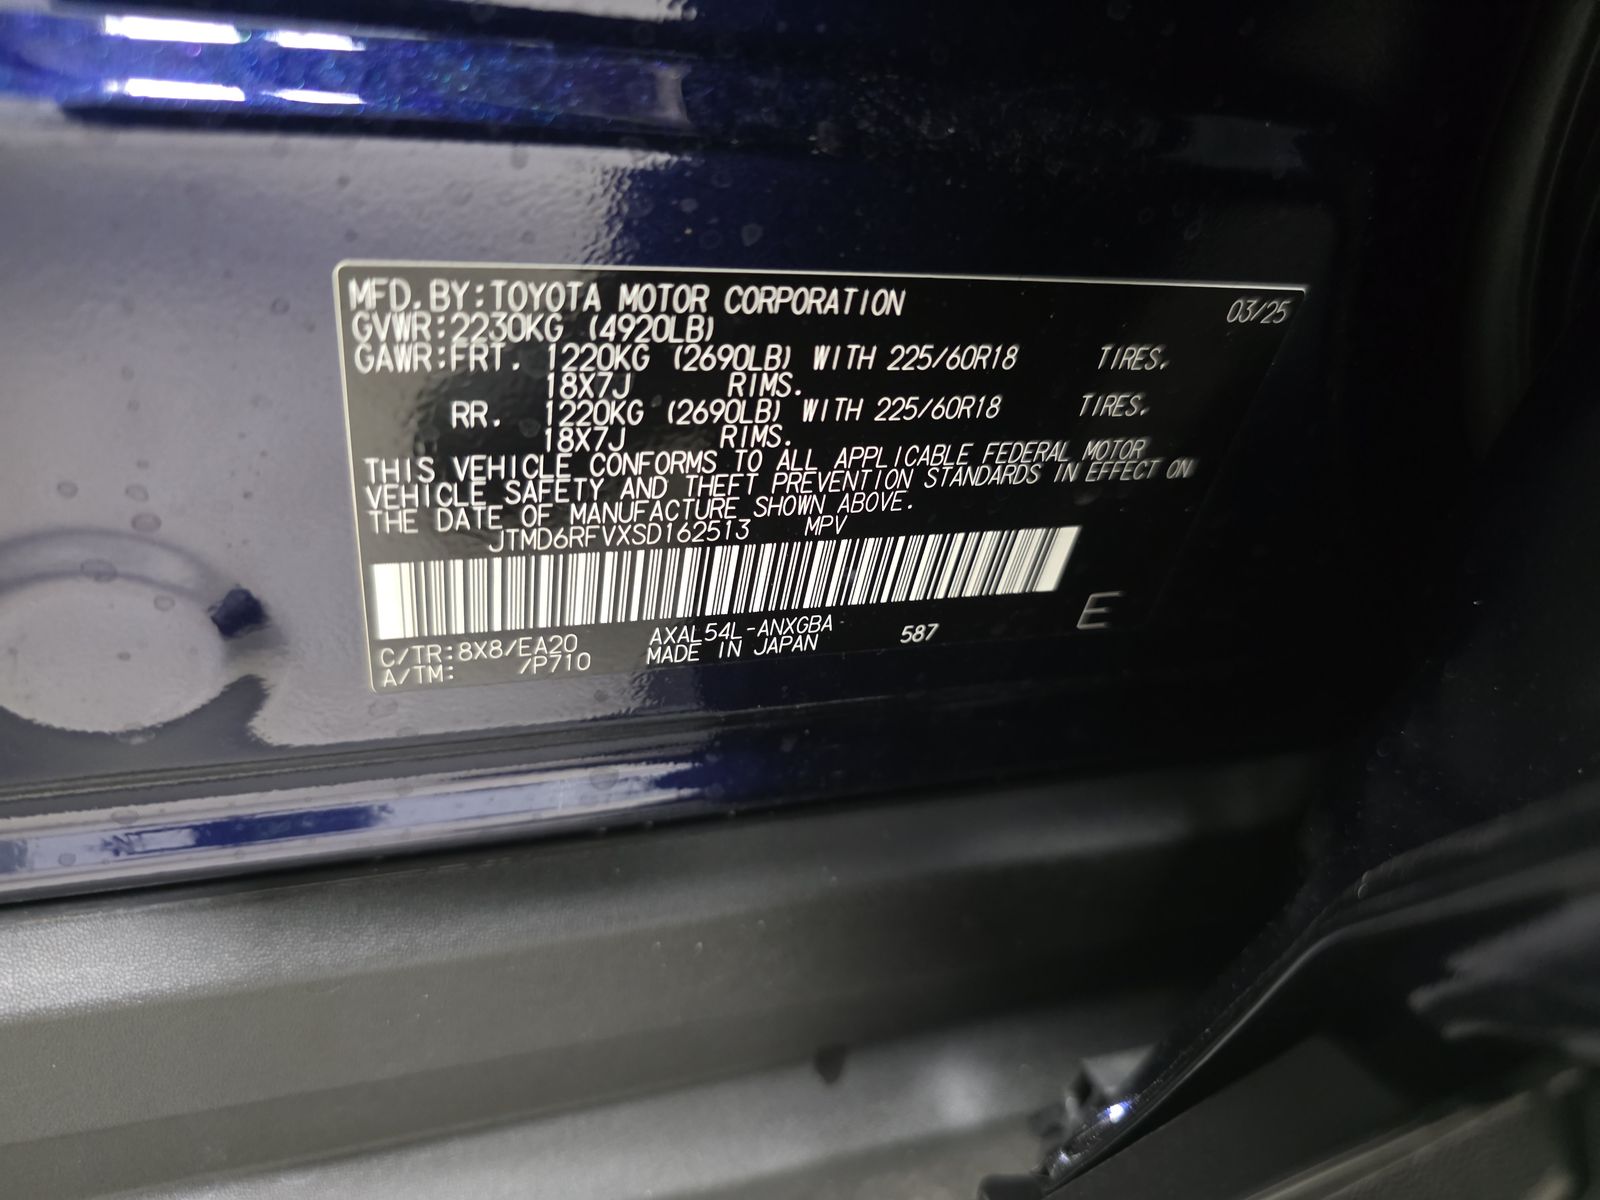 MFD. BY: TOYOTA MOTOR CORPORATION 03/25
GVWR: 2230KG (4920LB)
GAWR: FRT. 1220KG (2690LB) WITH 225/60R18 TIRES.
18X7J RIMS.
RR. 1220KG (2690LB) WITH 225/60R18 TIRES.
18X7J RIMS.
THIS VEHICLE CONFORMS TO ALL APPLICABLE FEDERAL MOTOR
VEHICLE SAFETY AND THEFT PREVENTION STANDARDS IN EFFECT ON
THE DATE OF MANUFACTURE SHOWN ABOVE.
JTMD6RFVXSD162513 MPV
C/TR: 8X8/EA20 AXAL54L-ANXGBA 587 E
A/TM: /P710 MADE IN JAPAN